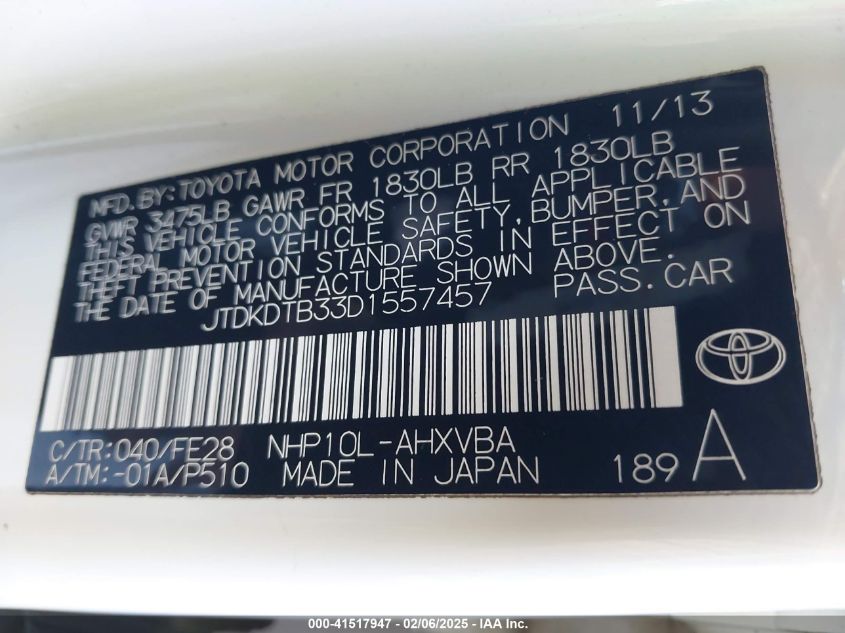 MFD.BY:TOYOTA MOTOR CORPORATION 11/13
GVWR 3475LB GAWR FR 1830LB RR 1830LB
THIS VEHICLE CONFORMS TO ALL APPLICABLE
FEDERAL MOTOR VEHICLE SAFETY,BUMPER,AND
THEFT PREVENTION STANDARDS IN EFFECT ON
THE DATE OF MANUFACTURE SHOWN ABOVE.
JTDKDTB33D1557457 PASS.CAR
C/TR:040/FE28 NHP10L-AHXVBA
A/TM:-01A/P510 MADE IN JAPAN 189 A
000-41517947 - 02/06/2025 - IAA Inc.